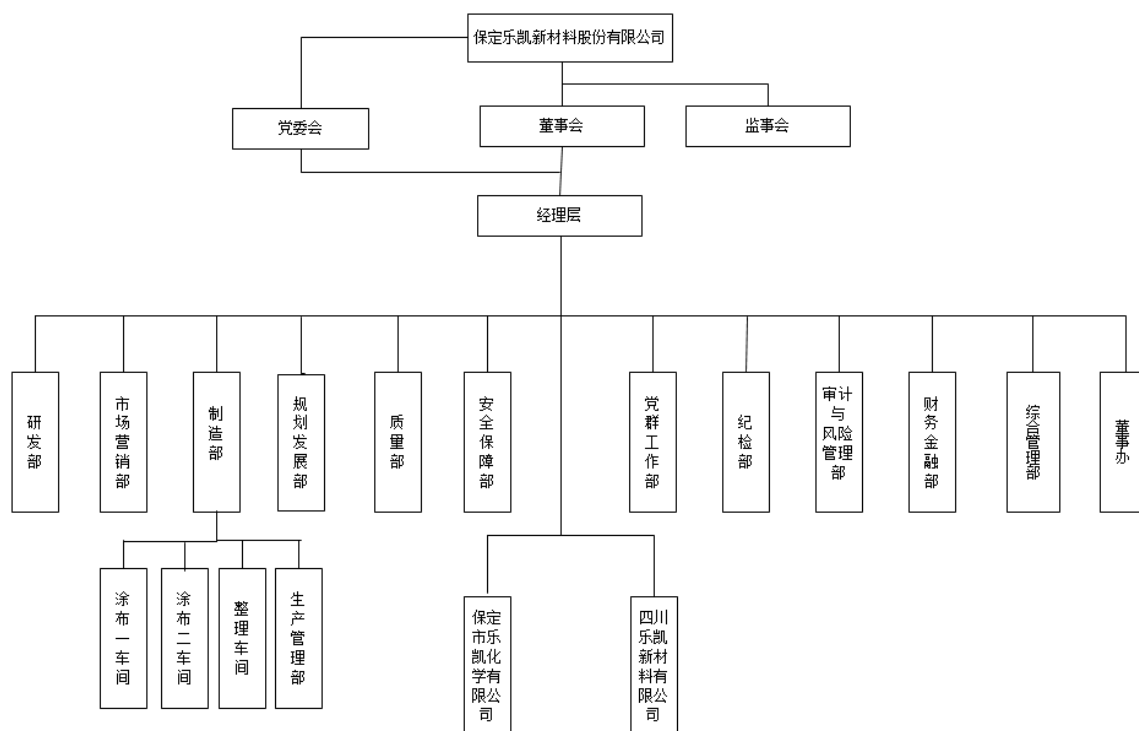 保定乐凯新材料股份有限公司
党委会
董事会
监事会
经理层
研发部
市场营销部
制造部
规划发展部
质量部
安全保障部
党群工作部
纪检部
审计
与
风险
管理
部
财务金融部
综合管理部
董事办
涂布一车间
涂布二车间
整理车间
生产管理部
保定
市乐
凯化
学有
限公
司
四川
乐凯
新材
料有
限公
司